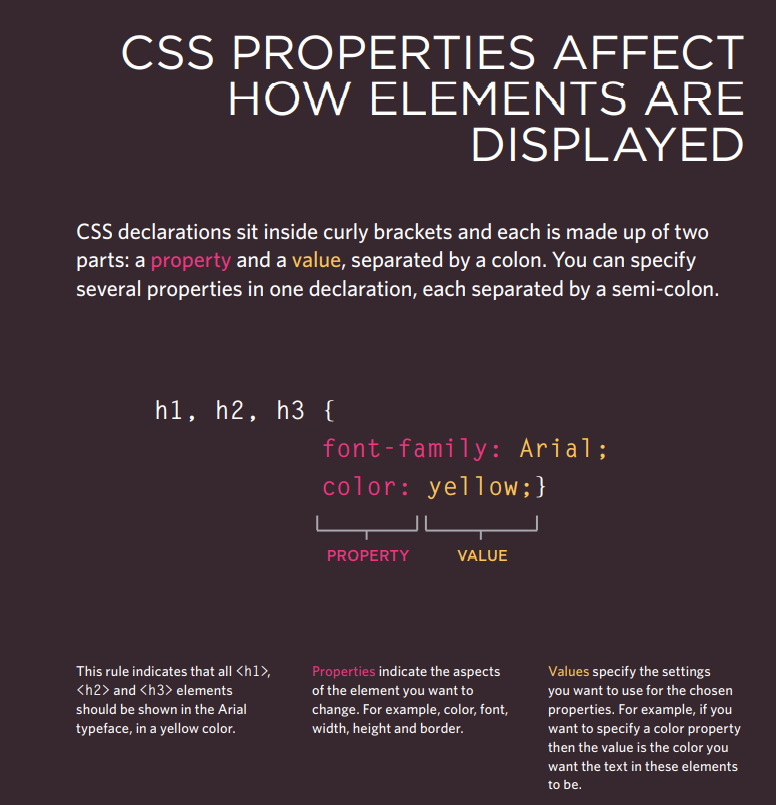 CSS PROPERTIES AFFECT
HOW ELEMENTS ARE
DISPLAYED
CSS declarations sit inside curly brackets and each is made up of two
parts: a property and a value, separated by a colon. You can specify
several properties in one declaration, each separated by a semi-colon.
h1, h2, h3 {
font-family: Arial;
color: yellow;}
PROPERTY VALUE
This rule indicates that all <h1>,
<h2> and <h3> elements
should be shown in the Arial
typeface, in a yellow color.
Properties indicate the aspects
of the element you want to
change. For example, color, font,
width, height and border.
Values specify the settings
you want to use for the chosen
properties. For example, if you
want to specify a color property
then the value is the color you
want the text in these elements
to be.